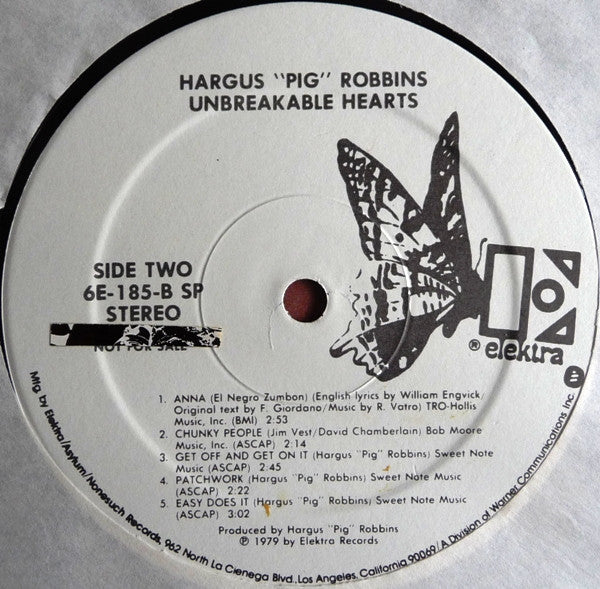 HARGUS "PIG" ROBBINS
UNBREAKABLE HEARTS
SIDE TWO
6E-185-B SP
STEREO
NOT FOR SALE
® elektra
1. ANNA (El Negro Zumbon) (English lyrics by William Engvick/
Original text by F. Giordano/Music by R. Vatro) TRO-Hollis
Music, Inc. (BMI) 2:53
2. CHUNKY PEOPLE (Jim Vest/David Chamberlain) Bob Moore
Music, Inc. (ASCAP) 2:14
3. GET OFF AND GET ON IT (Hargus "Pig" Robbins) Sweet Note
Music (ASCAP) 2:45
4. PATCHWORK (Hargus "Pig" Robbins) Sweet Note Music
(ASCAP) 2:22
5. EASY DOES IT (Hargus "Pig" Robbins) Sweet Note Music
(ASCAP) 3:02
Produced by Hargus "Pig" Robbins
℗ 1979 by Elektra Records
Mfg. by Elektra/Asylum/Nonesuch Records, 962 North La Cienega Blvd., Los Angeles, California 90069/A Division of Warner Communications Inc.